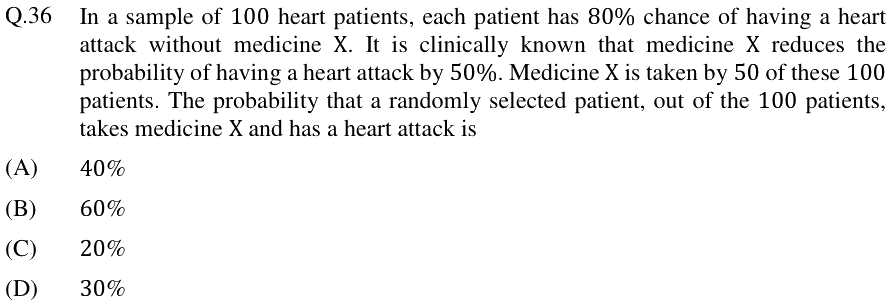 Q.36 In a sample of 100 heart patients, each patient has 80% chance of having a heart
attack without medicine X. It is clinically known that medicine X reduces the
probability of having a heart attack by 50%. Medicine X is taken by 50 of these 100
patients. The probability that a randomly selected patient, out of the 100 patients,
takes medicine X and has a heart attack is
(A) 40%
(B) 60%
(C) 20%
(D) 30%